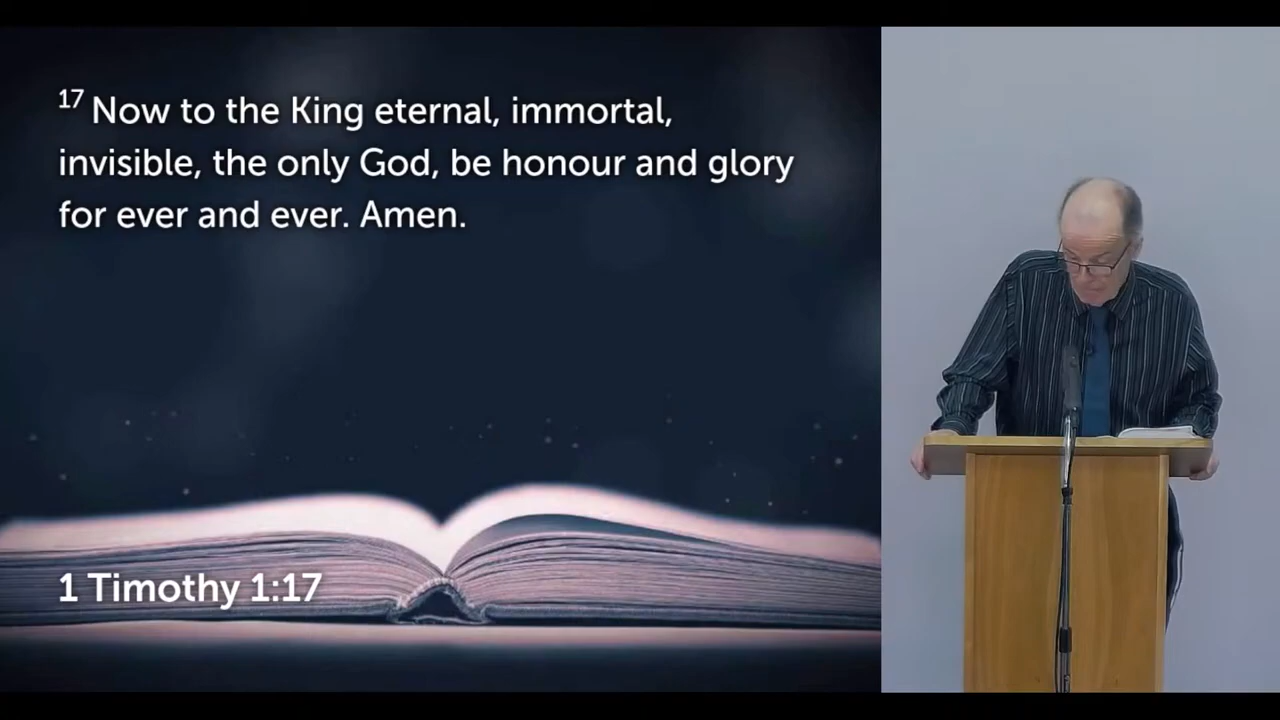 17 Now to the King eternal, immortal,
invisible, the only God, be honour and glory
for ever and ever. Amen.
1 Timothy 1:17